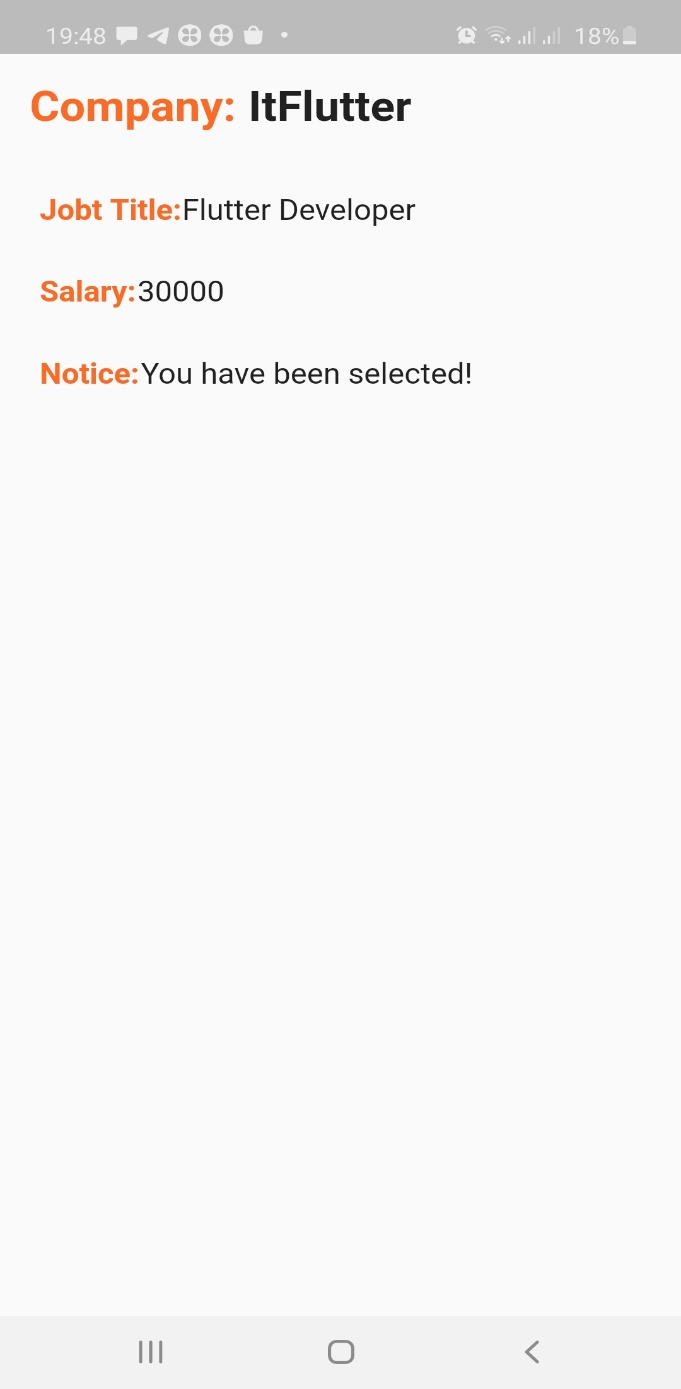 19:48 18%
Company: ItFlutter
Jobt Title:Flutter Developer
Salary:30000
Notice:You have been selected!